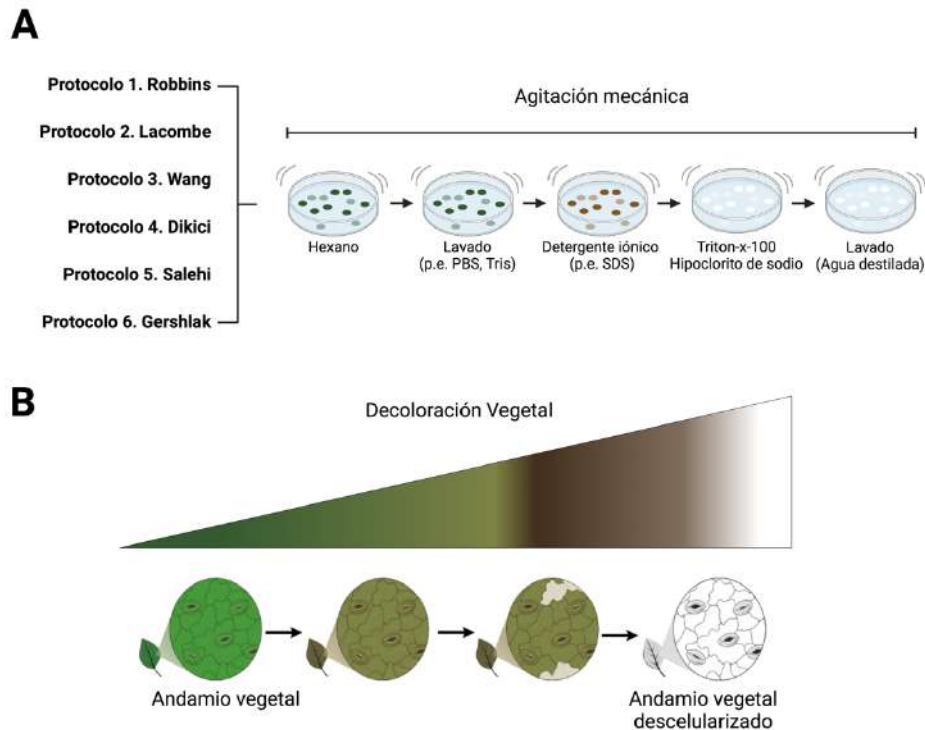 A
Protocolo 1. Robbins
Protocolo 2. Lacombe
Protocolo 3. Wang
Protocolo 4. Dikici
Protocolo 5. Salehi
Protocolo 6. Gershlak
Agitación mecánica
Hexano
Lavado
(p.e. PBS, Tris)
Detergente iónico
(p.e. SDS)
Triton-x-100
Hipoclorito de sodio
Lavado
(Agua destilada)
B
Decoloración Vegetal
Andamio vegetal
Andamio vegetal
descelularizado